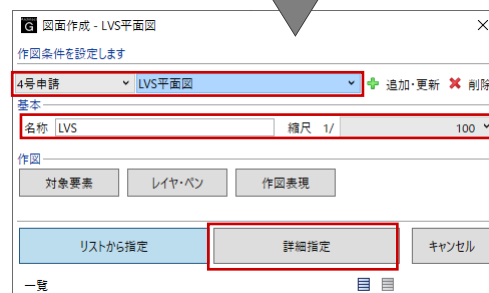 G 図面作成 - LVS平面図
作図条件を設定します
4号申請 LVS平面図 追加・更新 削除
基本
名称 LVS 縮尺 1/ 100
作図
対象要素 レイヤ・ペン 作図表現
リストから指定 詳細指定 キャンセル
一覧